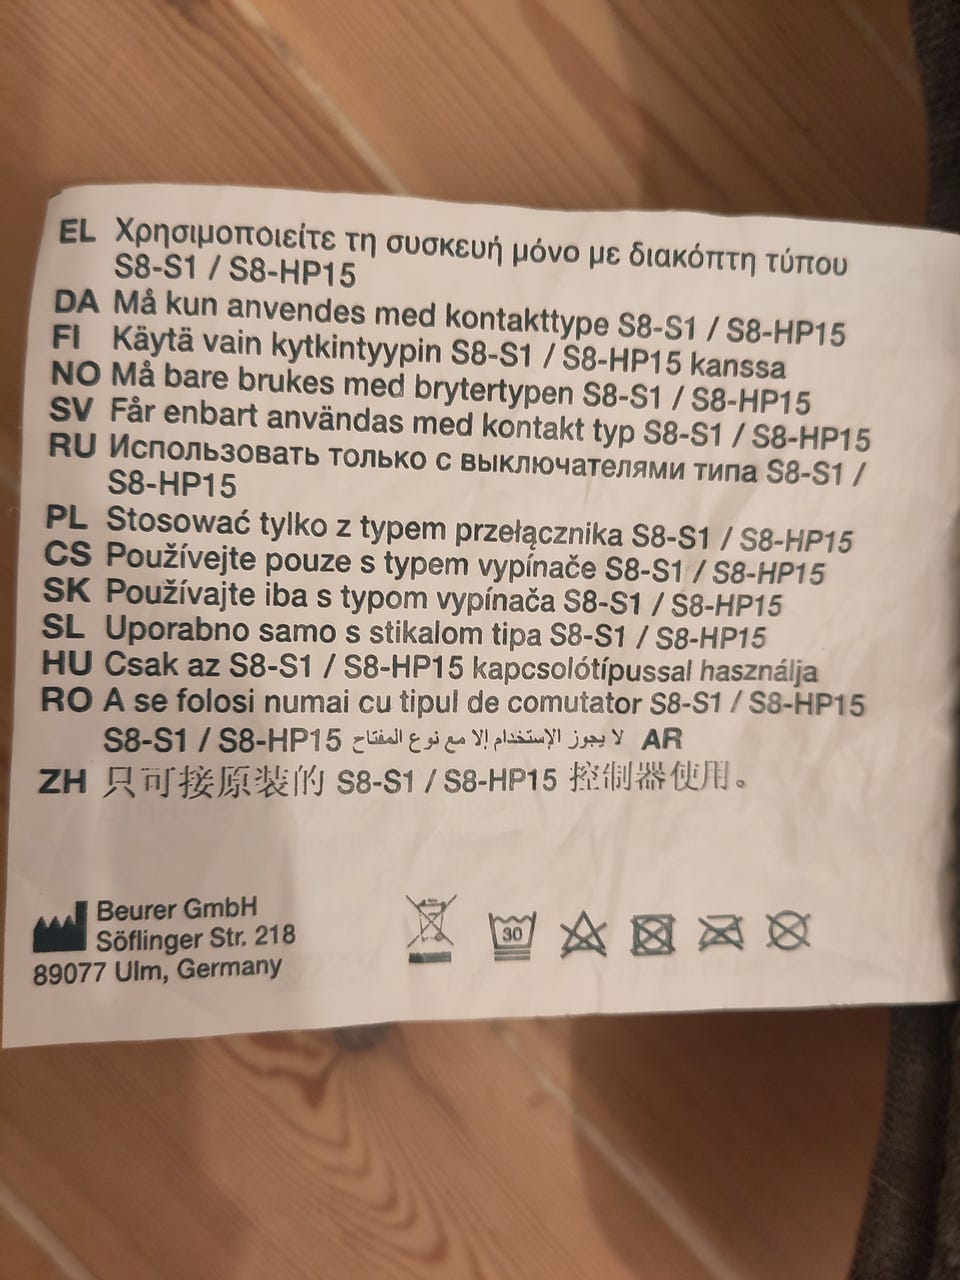 EL Χρησιμοποιείτε τη συσκευή μόνο με διακόπτη τύπου
S8-S1 / S8-HP15
DA Må kun anvendes med kontakttype S8-S1 / S8-HP15
FI Käytä vain kytkintyypin S8-S1 / S8-HP15 kanssa
NO Må bare brukes med brytertypen S8-S1 / S8-HP15
SV Får enbart användas med kontakt typ S8-S1 / S8-HP15
RU Использовать только с выключателями типа S8-S1 /
S8-HP15
PL Stosować tylko z typem przełącznika S8-S1 / S8-HP15
CS Používejte pouze s typem vypínače S8-S1 / S8-HP15
SK Používajte iba s typom vypínača S8-S1 / S8-HP15
SL Uporabno samo s stikalom tipa S8-S1 / S8-HP15
HU Csak az S8-S1 / S8-HP15 kapcsolótípussal használja
RO A se folosi numai cu tipul de comutator S8-S1 / S8-HP15
AR لا يجوز الإستخدام إلا مع نوع المفتاح S8-S1 / S8-HP15
ZH 只可接原装的 S8-S1 / S8-HP15 控制器使用。
Beurer GmbH
Söflinger Str. 218
89077 Ulm, Germany
30